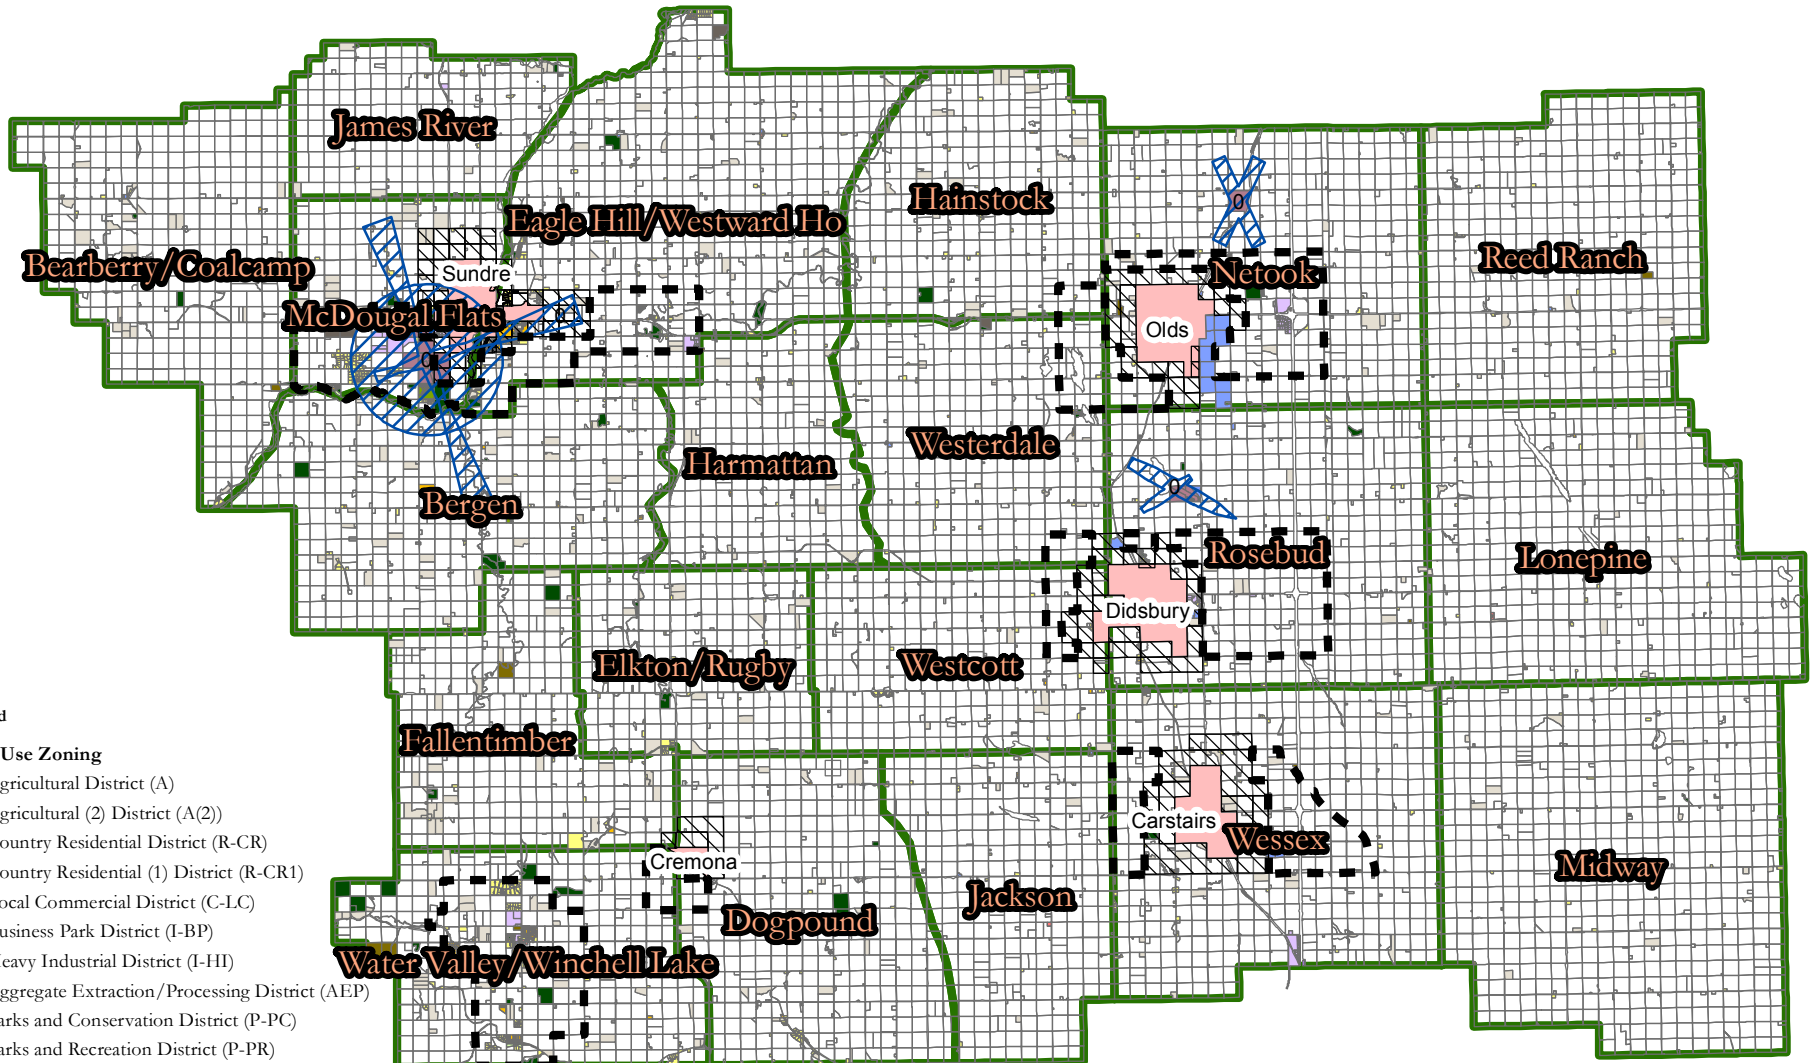 James River
Hainstock
Eagle Hill/Westward Ho
0
Bearberry/Coalcamp
Sundre
Netook
Reed Ranch
McDougal Flats
0
Olds
0
Westerdale
Harmattan
0
Bergen
Rosebud
Lonepine
Didsbury
Elkton/Rugby
Westcott
Fallentimber
Carstairs
Wessex
Cremona
Midway
Jackson
Dogpound
Water Valley/Winchell Lake
d
Use Zoning
gricultural District (A)
gricultural (2) District (A(2))
ountry Residential District (R-CR)
ountry Residential (1) District (R-CR1)
ocal Commercial District (C-LC)
usiness Park District (I-BP)
eavy Industrial District (I-HI)
ggregate Extraction/Processing District (AEP)
arks and Conservation District (P-PC)
arks and Recreation District (P-PR)